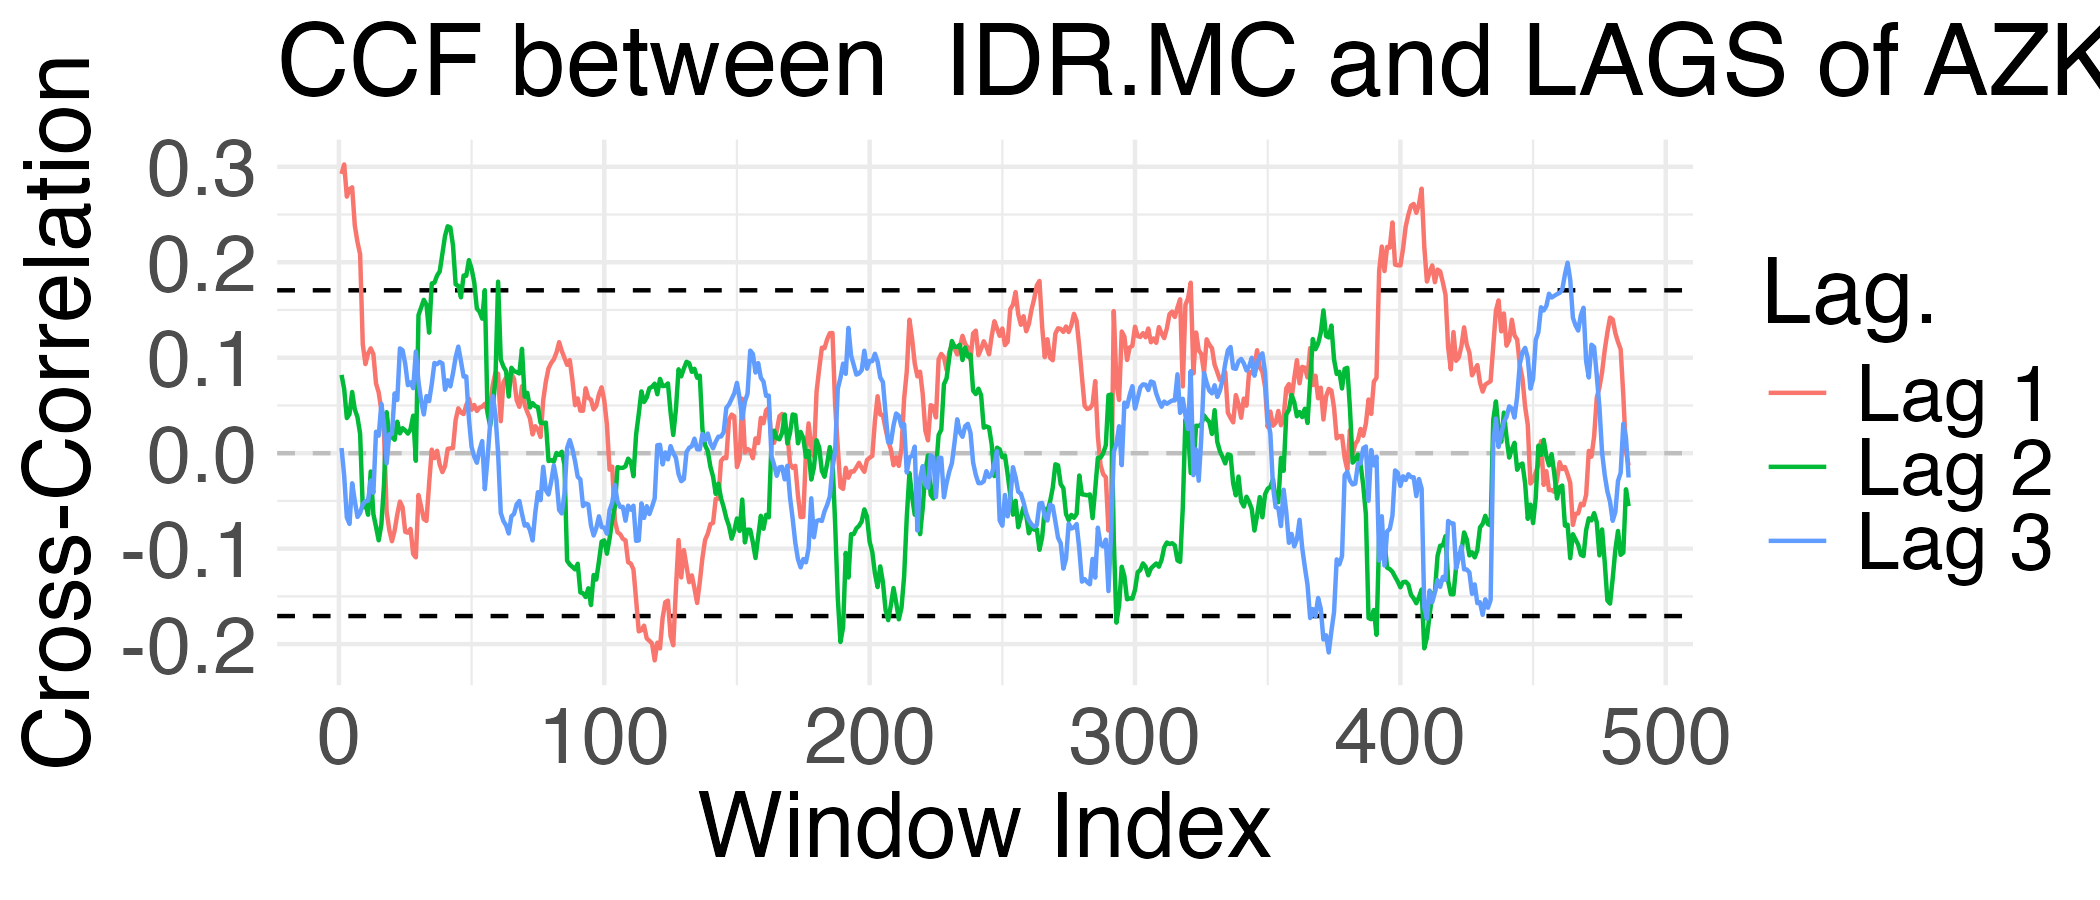 CCF between IDR.MC and LAGS of AZK
Cross-Correlation
0.3
0.2
0.1
0.0
-0.1
-0.2
0
100
200
300
400
500
Window Index
Lag.
Lag 1
Lag 2
Lag 3